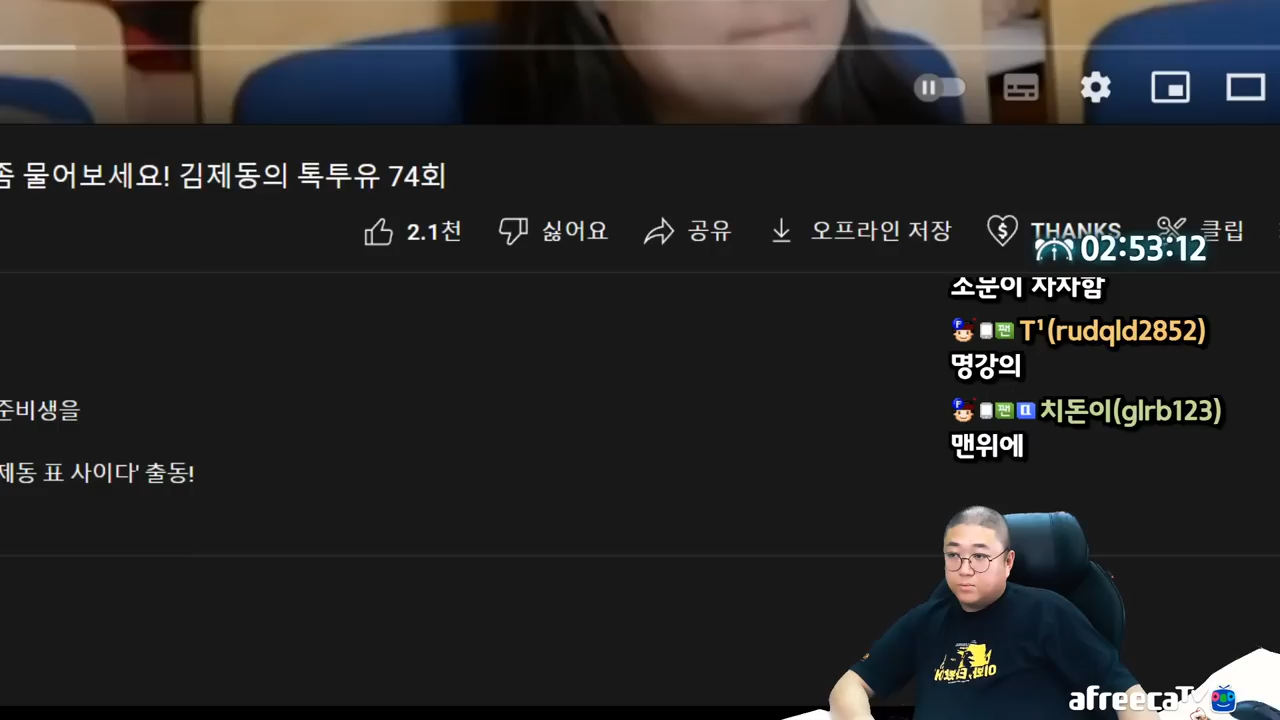 좀 물어보세요! 김제동의 톡투유 74회
2.1천 싫어요 공유 오프라인 저장 THANKS 클립
02:53:12
소문이 자자함
T¹(rudqld2852)
명강의
치돈이(glrb123)
맨위에
준비생을
제동 표 사이다' 출동!
afreecaTV